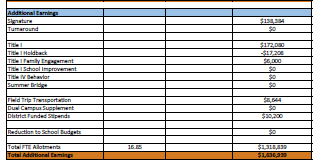 Additional Earnings
Signature $138,384
Turnaround $0
Title I $172,080
Title I Holdback -$17,208
Title I Family Engagement $6,000
Title I School Improvement $0
Title IV Behavior $0
Summer Bridge $0
Field Trip Transportation $8,644
Dual Campus Supplement $0
District Funded Stipends $10,200
Reduction to School Budgets $0
Total FTE Allotments 16.85 $1,318,839
Total Additional Earnings $1,636,939